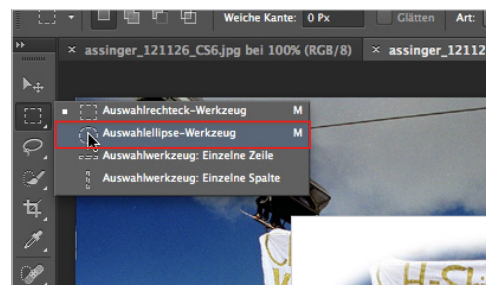 Weiche Kante: 0 Px Glätten Art:
× assinger_121126_CS6.jpg bei 100% (RGB/8) × assinger_12112
Auswahlrechteck-Werkzeug M
Auswahlellipse-Werkzeug M
Auswahlwerkzeug: Einzelne Zeile
Auswahlwerkzeug: Einzelne Spalte